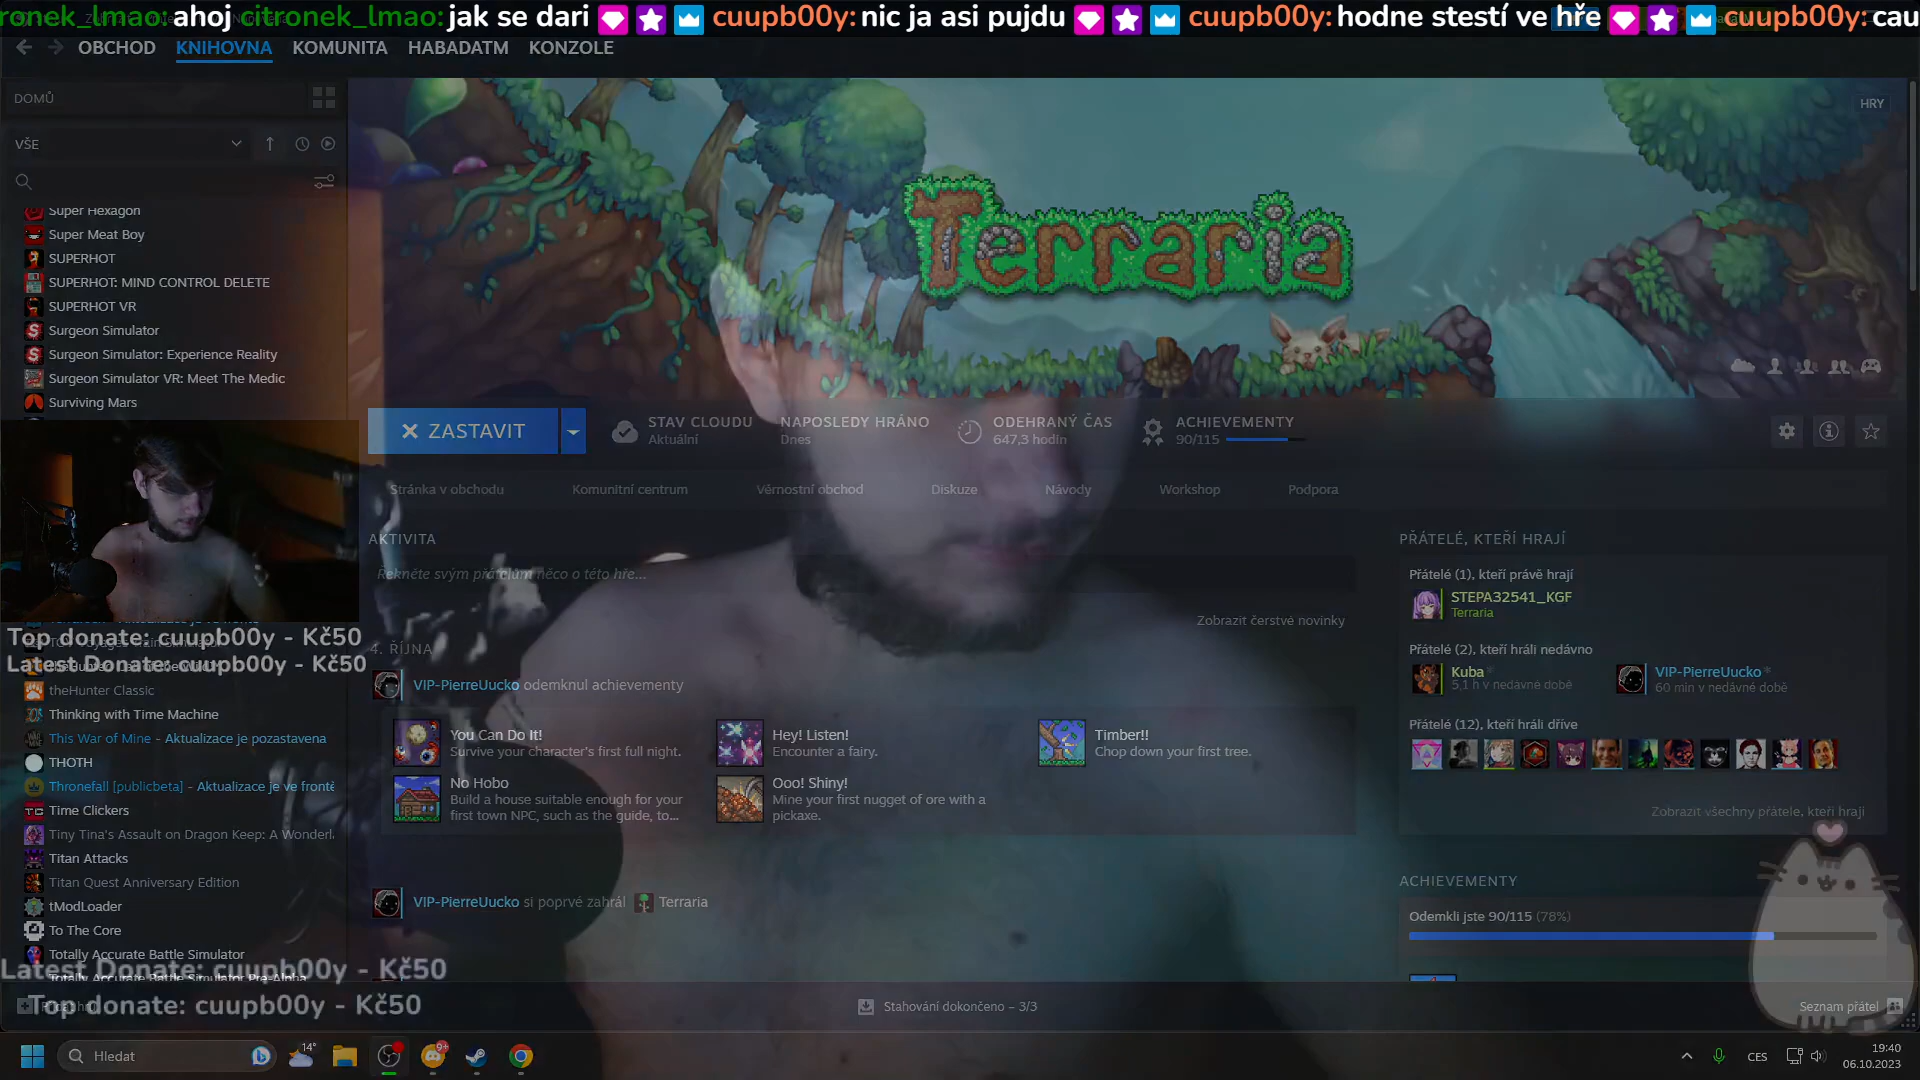 ronek_lmao: ahoj citronek_lmao: jak se dari cuupb00y: nic ja asi pujdu cuupb00y: hodne stestí ve hře cuupb00y: cau
OBCHOD KNIHOVNA KOMUNITA HABADATM KONZOLE
DOMŮ
HRY
VŠE
Super Hexagon
Super Meat Boy
SUPERHOT
SUPERHOT: MIND CONTROL DELETE
SUPERHOT VR
Surgeon Simulator
Surgeon Simulator: Experience Reality
Surgeon Simulator VR: Meet The Medic
Surviving Mars
Terraria
ZASTAVIT
STAV CLOUDU
Aktuální
NAPOSLEDY HRÁNO
Dnes
ODEHRANÝ ČAS
647,3 hodin
ACHIEVEMENTY
90/115
Stránka v obchodu Komunitní centrum Věrnostní obchod Diskuze Návody Workshop Podpora
AKTIVITA
Řekněte svým přátelům něco o této hře...
Zobrazit čerstvé novinky
4. ŘÍJNA
VIP-PierreUucko odemknul achievementy
You Can Do It!
Survive your character's first full night.
Hey! Listen!
Encounter a fairy.
Timber!!
Chop down your first tree.
No Hobo
Build a house suitable enough for your
first town NPC, such as the guide, to...
Ooo! Shiny!
Mine your first nugget of ore with a
pickaxe.
VIP-PierreUucko si poprvé zahrál Terraria
PŘÁTELÉ, KTEŘÍ HRAJÍ
Přátelé (1), kteří právě hrají
STEPA32541_KGF
Terraria
Přátelé (2), kteří hráli nedávno
Kuba
5,1 h v nedávné době
VIP-PierreUucko
60 min v nedávné době
Přátelé (12), kteří hráli dříve
Zobrazit všechny přátele, kteří hrají
ACHIEVEMENTY
Odemkli jste 90/115 (78%)
Top donate: cuupb00y - Kč50
Latest Donate: cuupb00y - Kč50
theHunter Classic
Thinking with Time Machine
This War of Mine - Aktualizace je pozastavena
THOTH
Thronefall [publicbeta] - Aktualizace je ve frontě
Time Clickers
Tiny Tina's Assault on Dragon Keep: A Wonderl
Titan Attacks
Titan Quest Anniversary Edition
tModLoader
To The Core
Totally Accurate Battle Simulator
Totally Accurate Battle Simulator Pre-Alpha
Latest Donate: cuupb00y - Kč50
Top donate: cuupb00y - Kč50
Stahování dokončeno – 3/3
Seznam přátel
Hledat
14°
9+
CES
19:40
06.10.2023